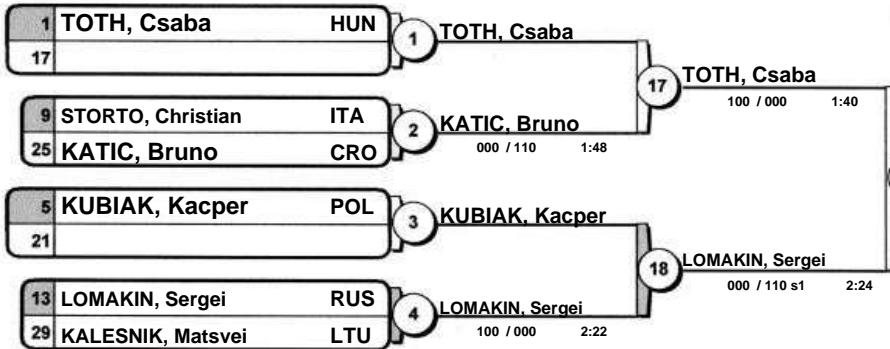 1 TOTH, Csaba HUN
17
1 TOTH, Csaba
9 STORTO, Christian ITA
25 KATIC, Bruno CRO
2 KATIC, Bruno
000 / 110 1:48
17 TOTH, Csaba
100 / 000 1:40
5 KUBIAK, Kacper POL
21
3 KUBIAK, Kacper
13 LOMAKIN, Sergei RUS
29 KALESNIK, Matsvei LTU
4 LOMAKIN, Sergei
100 / 000 2:22
18 LOMAKIN, Sergei
000 / 110 s1 2:24